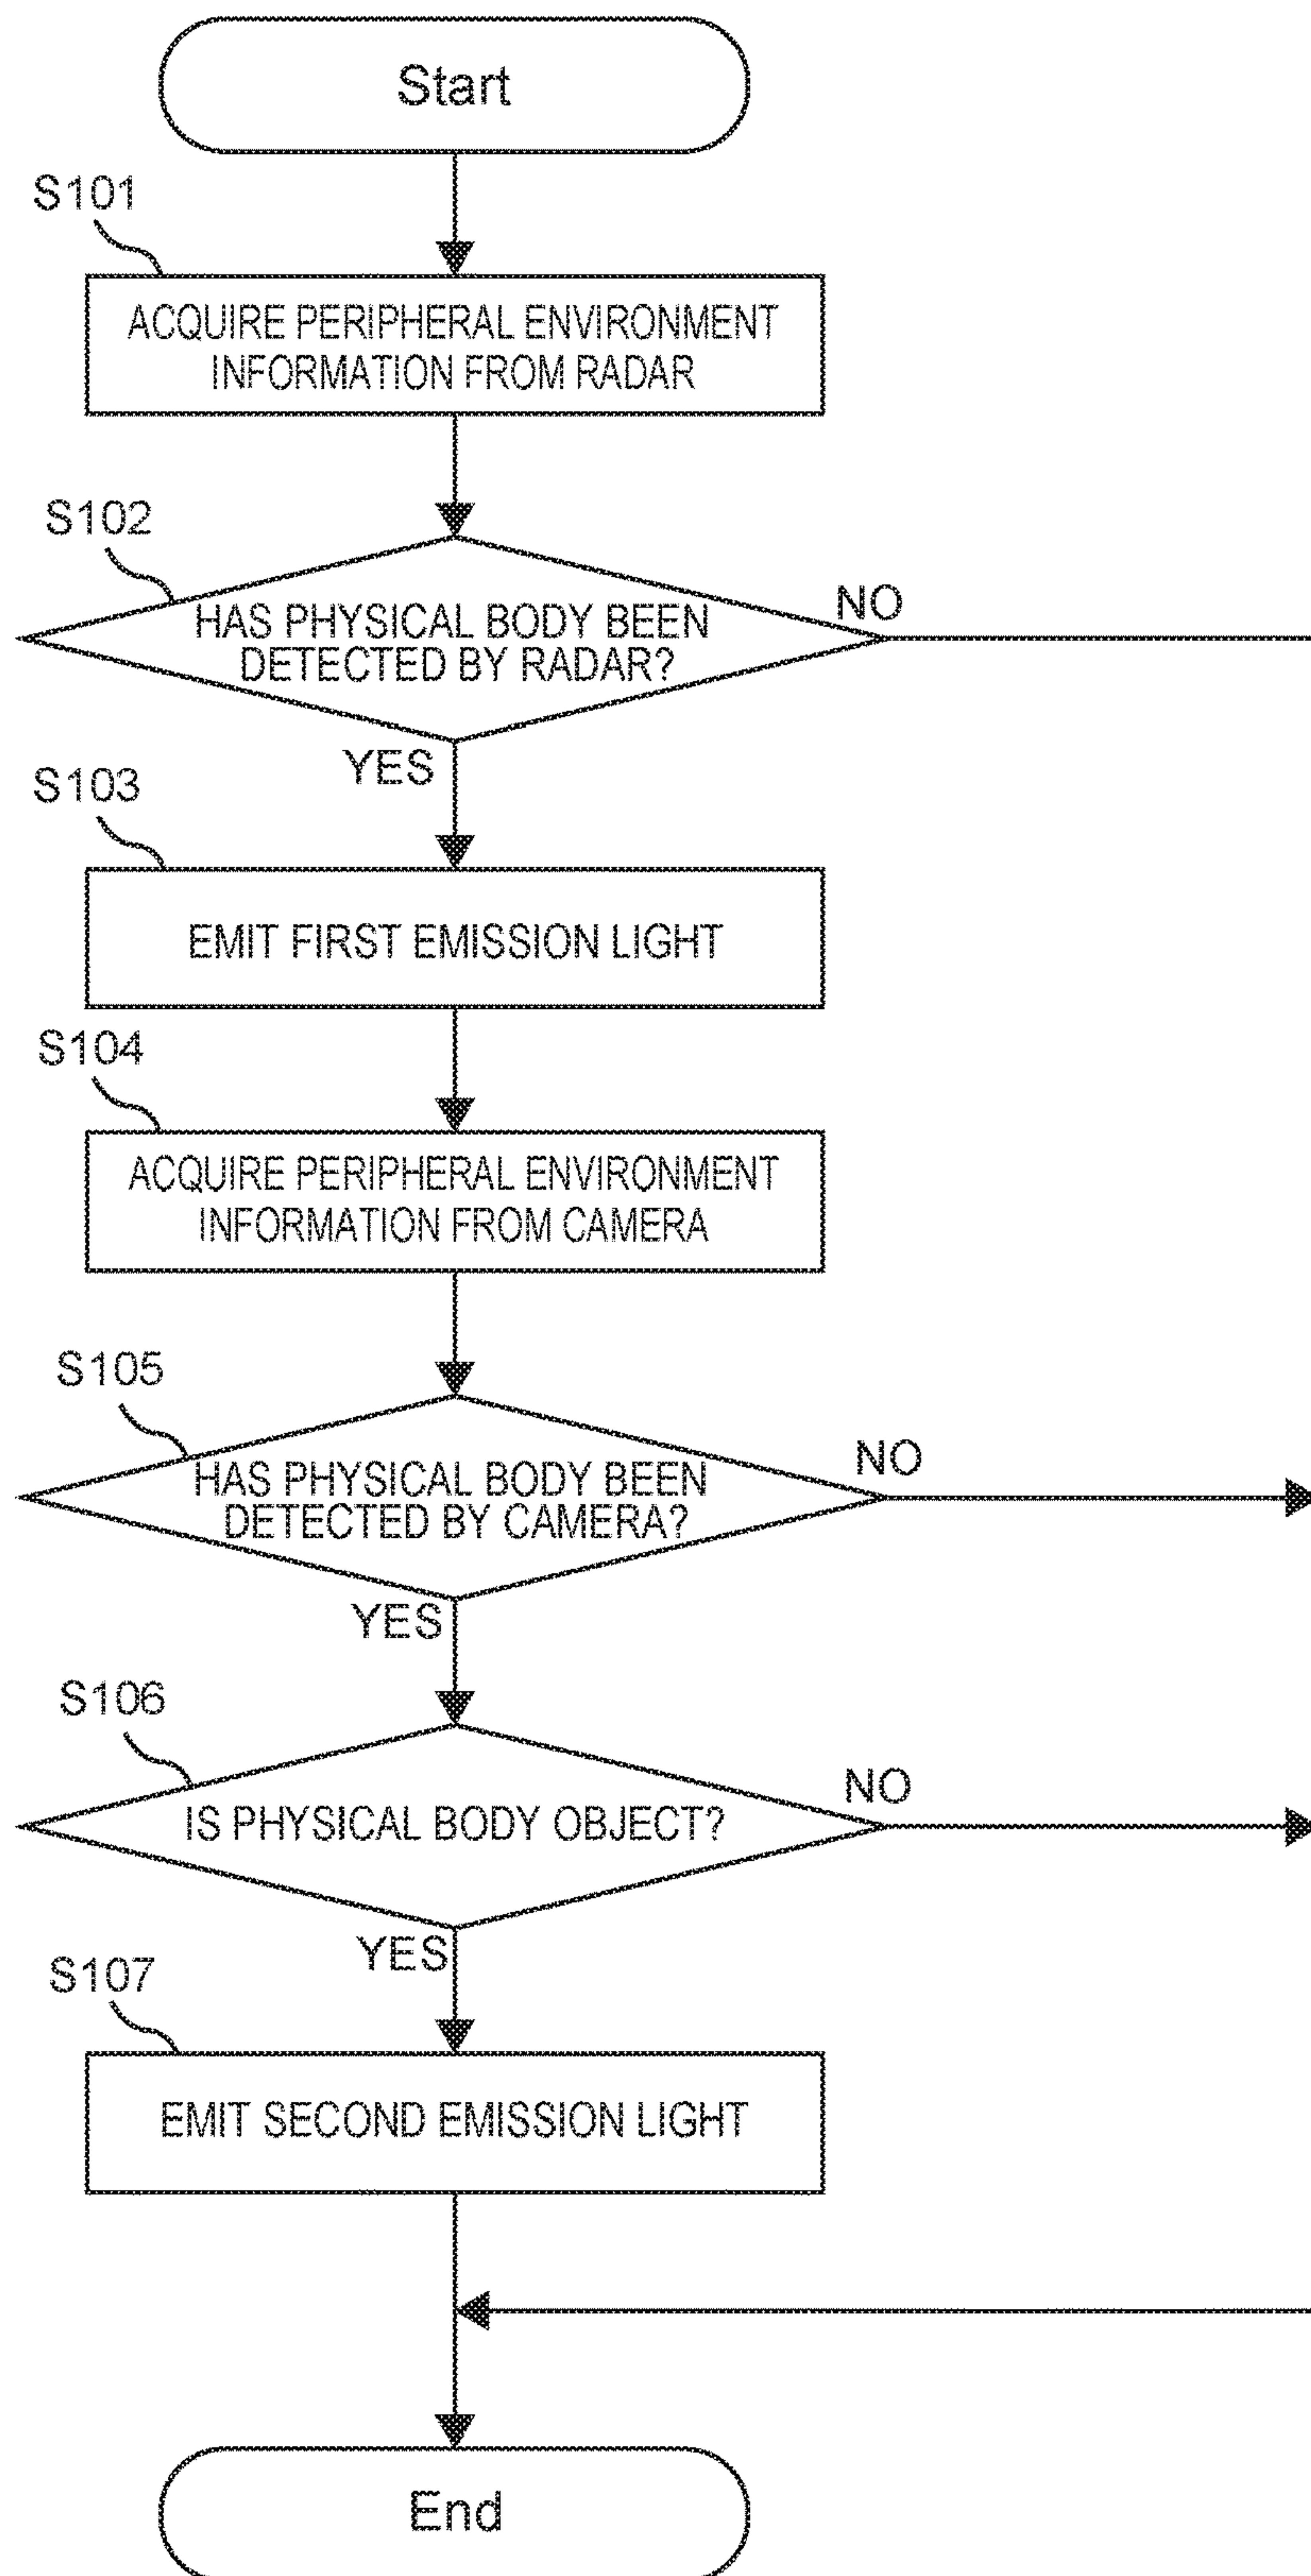 Start
S101
ACQUIRE PERIPHERAL ENVIRONMENT
INFORMATION FROM RADAR
S102
HAS PHYSICAL BODY BEEN
DETECTED BY RADAR?
NO
YES
S103
EMIT FIRST EMISSION LIGHT
S104
ACQUIRE PERIPHERAL ENVIRONMENT
INFORMATION FROM CAMERA
S105
HAS PHYSICAL BODY BEEN
DETECTED BY CAMERA?
NO
YES
S106
IS PHYSICAL BODY OBJECT?
NO
YES
S107
EMIT SECOND EMISSION LIGHT
End